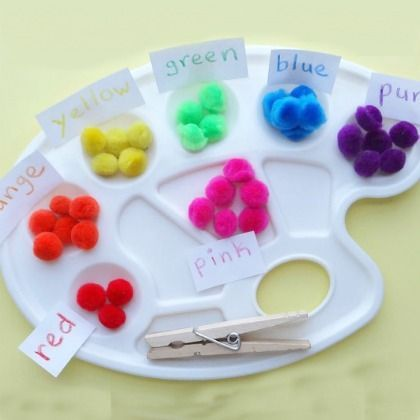 green
blue
pur
yellow
ange
pink
red